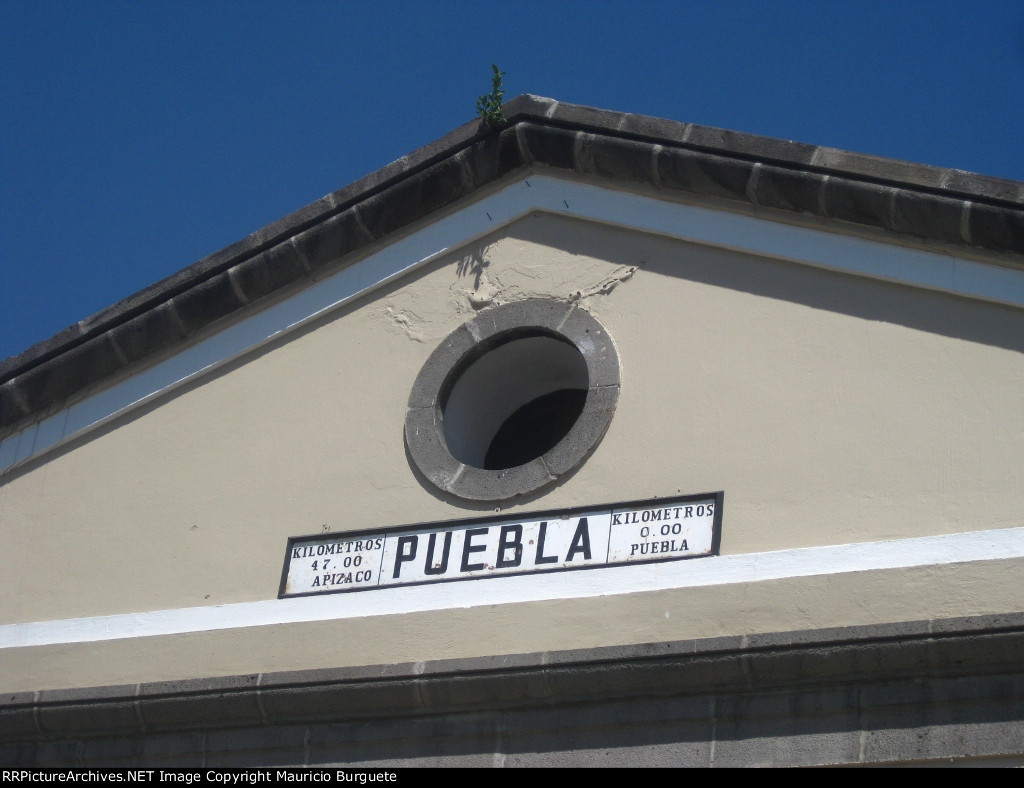 KILOMETROS
47.00
APIZACO
PUEBLA
KILOMETROS
0.00
PUEBLA
RRPictureArchives.NET Image Copyright Mauricio Burguete